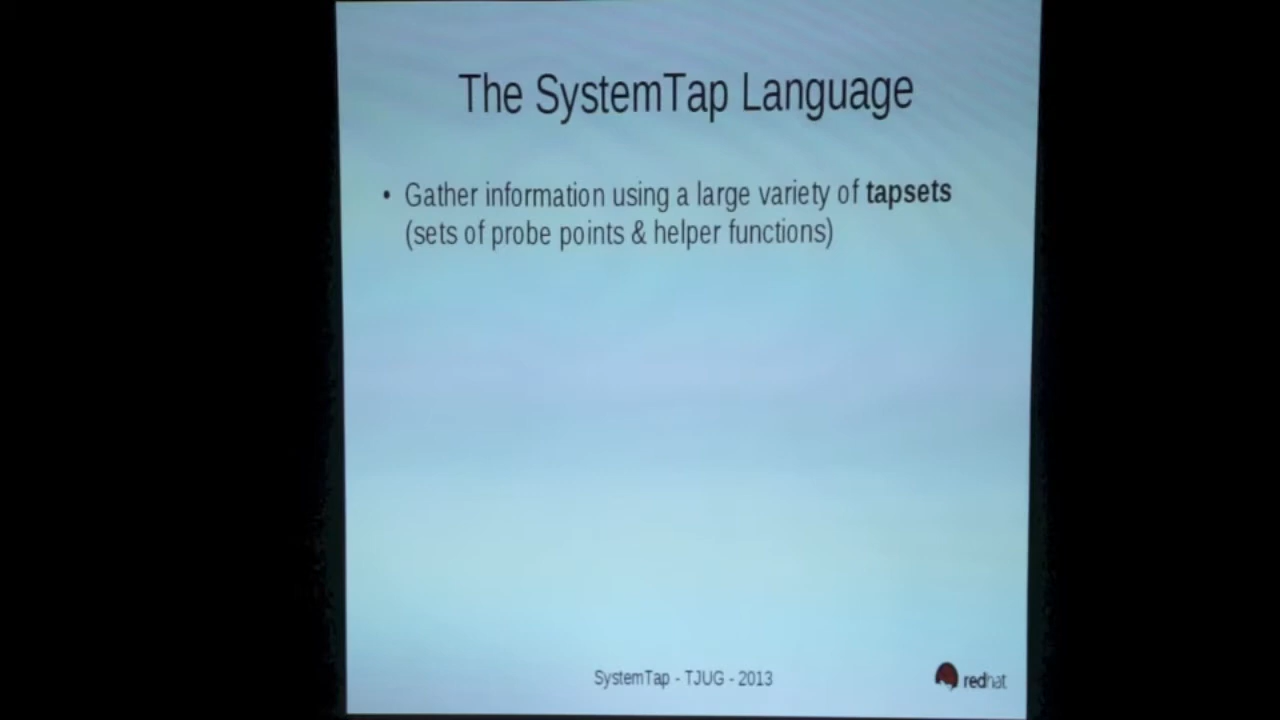 The SystemTap Language
• Gather information using a large variety of tapsets
(sets of probe points & helper functions)
SystemTap - TJUG - 2013
redhat